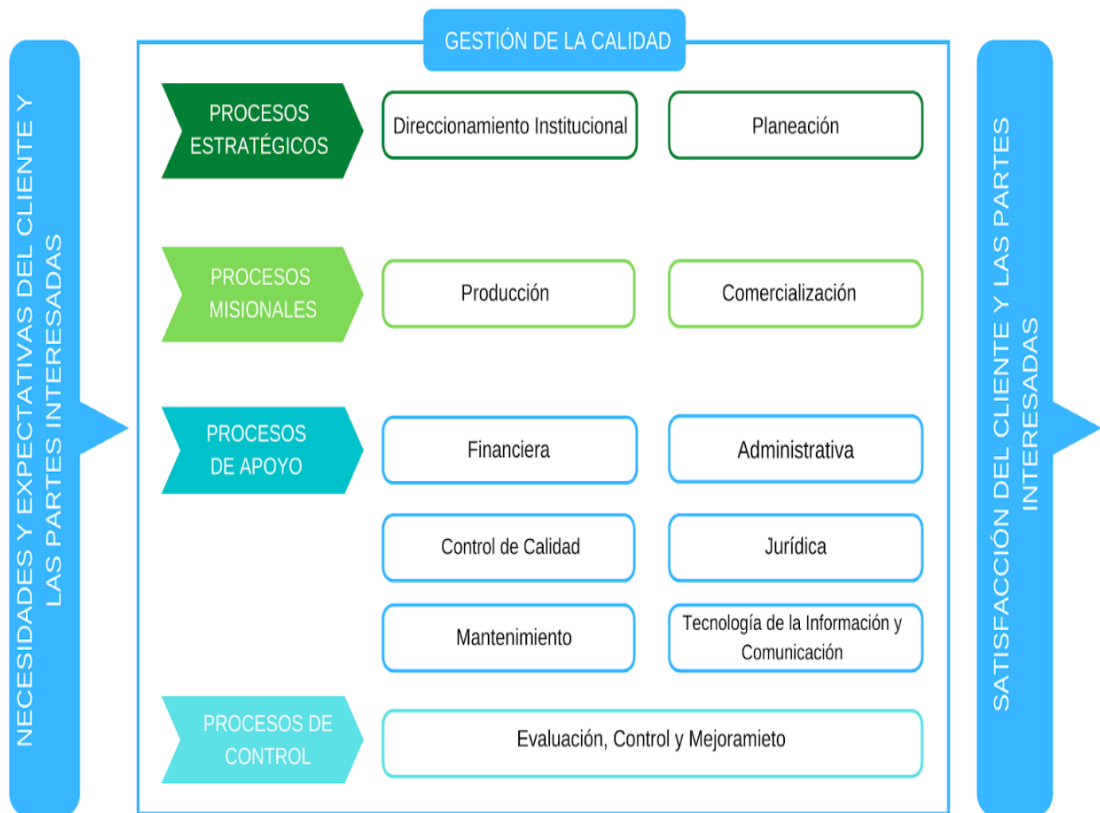 GESTIÓN DE LA CALIDAD
NECESIDADES Y EXPECTATIVAS DEL CLIENTE Y
LAS PARTES INTERESADAS
PROCESOS
ESTRATÉGICOS
Direccionamiento Institucional
Planeación
PROCESOS
MISIONALES
Producción
Comercialización
PROCESOS
DE APOYO
Financiera
Administrativa
Control de Calidad
Jurídica
Mantenimiento
Tecnología de la Información y
Comunicación
PROCESOS DE
CONTROL
Evaluación, Control y Mejoramieto
SATISFACCIÓN DEL CLIENTE Y LAS PARTES
INTERESADAS